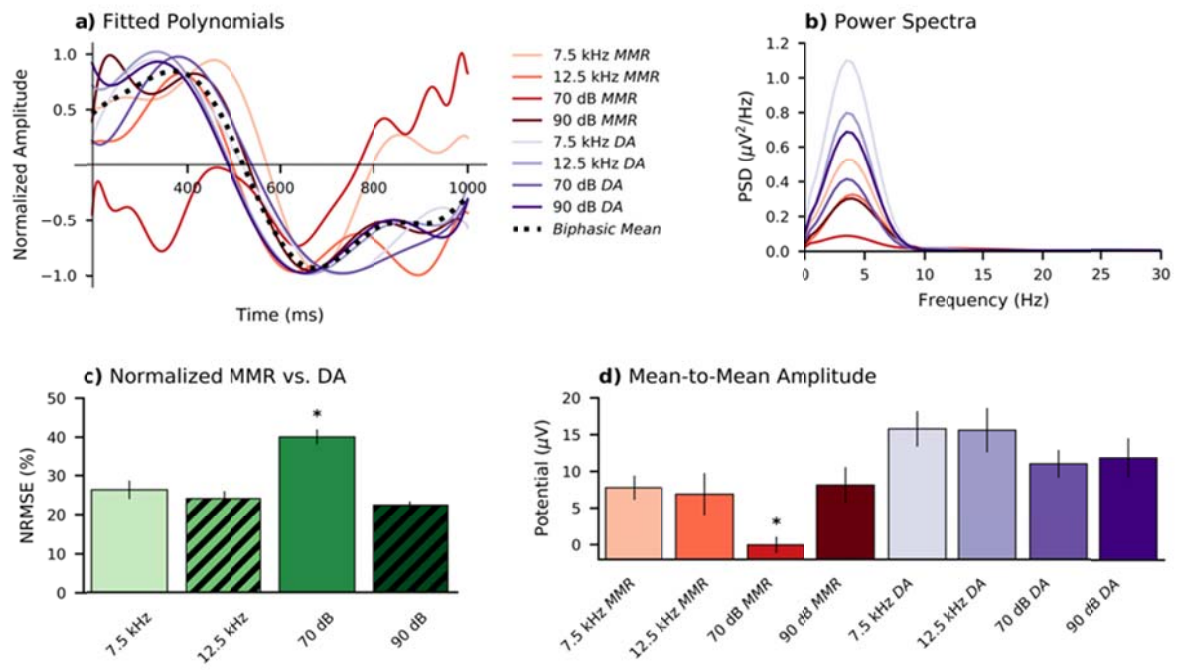 a) Fitted Polynomials
Normalized Amplitude
1.0
0.5
−0.5
−1.0
400
600
800
1000
Time (ms)
7.5 kHz MMR
12.5 kHz MMR
70 dB MMR
90 dB MMR
7.5 kHz DA
12.5 kHz DA
70 dB DA
90 dB DA
Biphasic Mean
b) Power Spectra
PSD (μV²/Hz)
1.2
1.0
0.8
0.6
0.4
0.2
0.0
0
5
10
15
20
25
30
Frequency (Hz)
c) Normalized MMR vs. DA
NRMSE (%)
50
40
30
20
10
0
*
7.5 kHz
12.5 kHz
70 dB
90 dB
d) Mean-to-Mean Amplitude
Potential (μV)
20
15
10
5
0
*
7.5 kHz MMR
12.5 kHz MMR
70 dB MMR
90 dB MMR
7.5 kHz DA
12.5 kHz DA
70 dB DA
90 dB DA